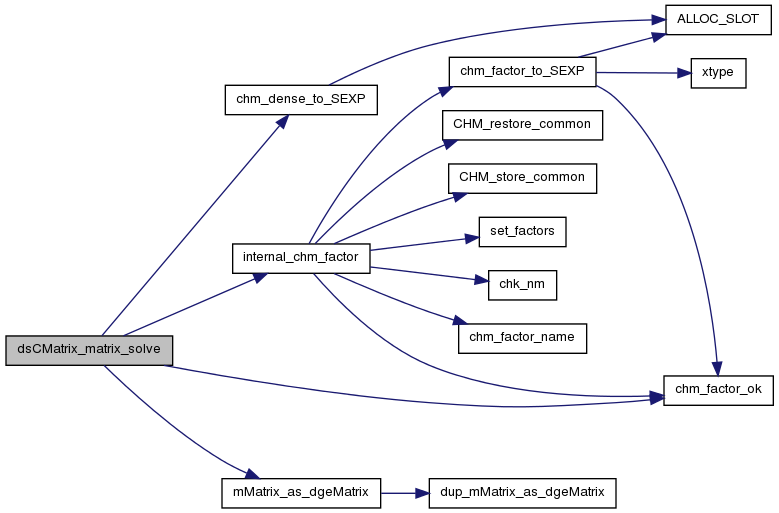 ALLOC_SLOT
chm_factor_to_SEXP
xtype
chm_dense_to_SEXP
CHM_restore_common
CHM_store_common
set_factors
internal_chm_factor
chk_nm
chm_factor_name
dsCMatrix_matrix_solve
chm_factor_ok
mMatrix_as_dgeMatrix
dup_mMatrix_as_dgeMatrix